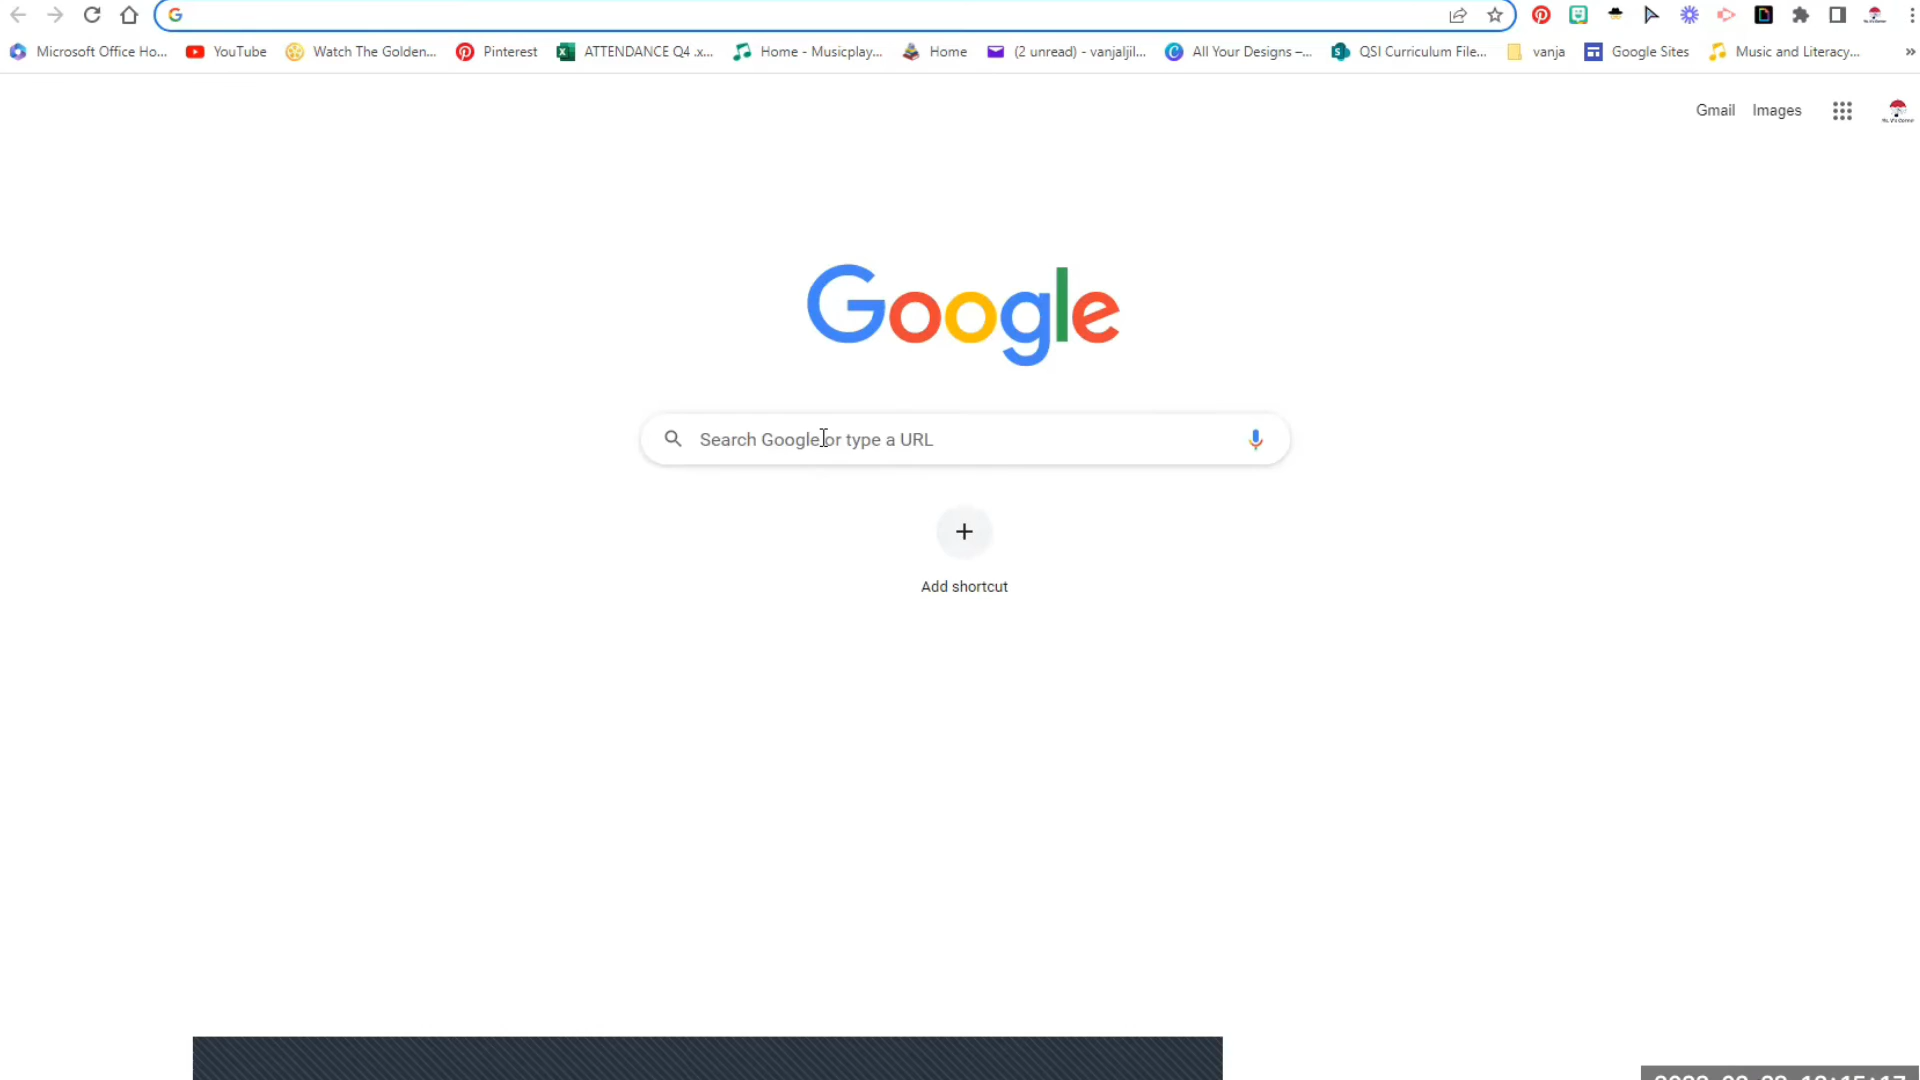 Microsoft Office Ho... YouTube Watch The Golden... Pinterest ATTENDANCE Q4 .x... Home - Musicplay... Home (2 unread) - vanjaljil... All Your Designs –... QSI Curriculum File... vanja Google Sites Music and Literacy... »
Gmail Images
Google
Search Google or type a URL
Add shortcut